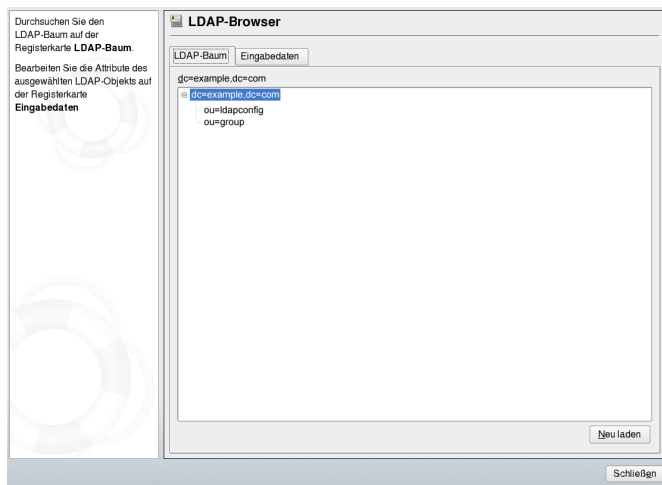 Durchsuchen Sie den
LDAP-Baum auf der
Registerkarte LDAP-Baum.
Bearbeiten Sie die Attribute des
ausgewählten LDAP-Objekts auf
der Registerkarte
Eingabedaten
LDAP-Browser
LDAP-Baum Eingabedaten
dc=example,dc=com
dc=example,dc=com
ou=ldapconfig
ou=group
Neu laden
Schließen